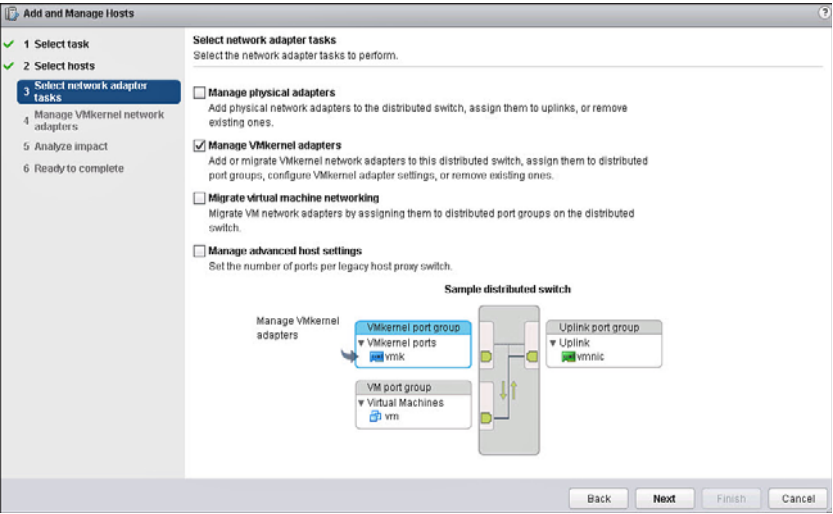 Add and Manage Hosts
?
1 Select task
2 Select hosts
3 Select network adapter
tasks
4 Manage VMkernel network
adapters
5 Analyze impact
6 Ready to complete
Select network adapter tasks
Select the network adapter tasks to perform.
Manage physical adapters
Add physical network adapters to the distributed switch, assign them to uplinks, or remove
existing ones.
Manage VMkernel adapters
Add or migrate VMkernel network adapters to this distributed switch, assign them to distributed
port groups, configure VMkernel adapter settings, or remove existing ones.
Migrate virtual machine networking
Migrate VM network adapters by assigning them to distributed port groups on the distributed
switch.
Manage advanced host settings
Set the number of ports per legacy host proxy switch.
Sample distributed switch
Manage VMkernel
adapters
VMkernel port group
VMkernel ports
vmk
VM port group
Virtual Machines
vm
Uplink port group
Uplink
vmnic
Back
Next
Finish
Cancel